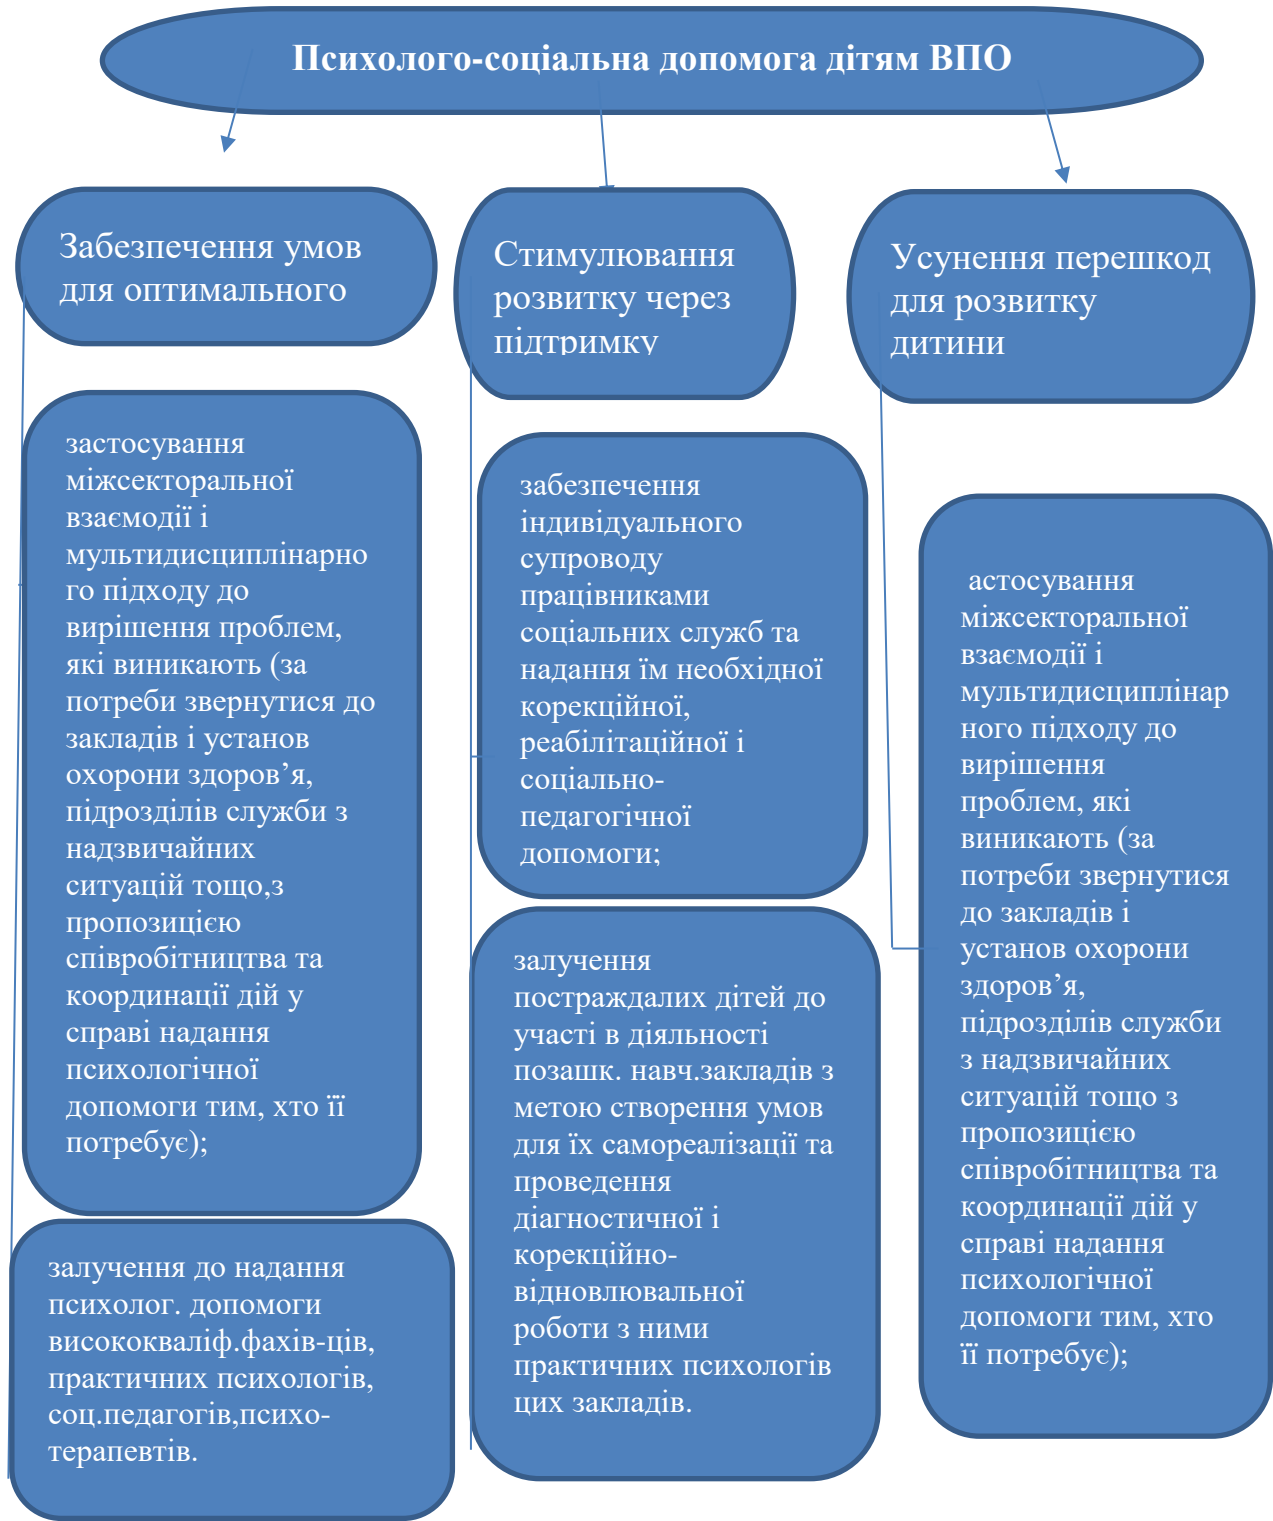 Психолого-соціальна допомога дітям ВПО
Забезпечення умов
для оптимального
Стимулювання
розвитку через
підтримку
Усунення перешкод
для розвитку
дитини
застосування
міжсекторальної
взаємодії і
мультидисциплінарно
го підходу до
вирішення проблем,
які виникають (за
потреби звернутися до
закладів і установ
охорони здоров’я,
підрозділів служби з
надзвичайних
ситуацій тощо,з
пропозицією
співробітництва та
координації дій у
справі надання
психологічної
допомоги тим, хто її
потребує);
залучення до надання
психолог. допомоги
висококваліф.фахів-ців,
практичних психологів,
соц.педагогів,психо-
терапевтів.
забезпечення
індивідуального
супроводу
працівниками
соціальних служб та
надання їм необхідної
корекційної,
реабілітаційної і
соціально-
педагогічної
допомоги;
залучення
постраждалих дітей до
участі в діяльності
позашк. навч.закладів з
метою створення умов
для їх самореалізації та
проведення
діагностичної і
корекційно-
відновлювальної
роботи з ними
практичних психологів
цих закладів.
астосування
міжсекторальної
взаємодії і
мультидисциплінар
ного підходу до
вирішення
проблем, які
виникають (за
потреби звернутися
до закладів і
установ охорони
здоров’я,
підрозділів служби
з надзвичайних
ситуацій тощо з
пропозицією
співробітництва та
координації дій у
справі надання
психологічної
допомоги тим, хто
її потребує);